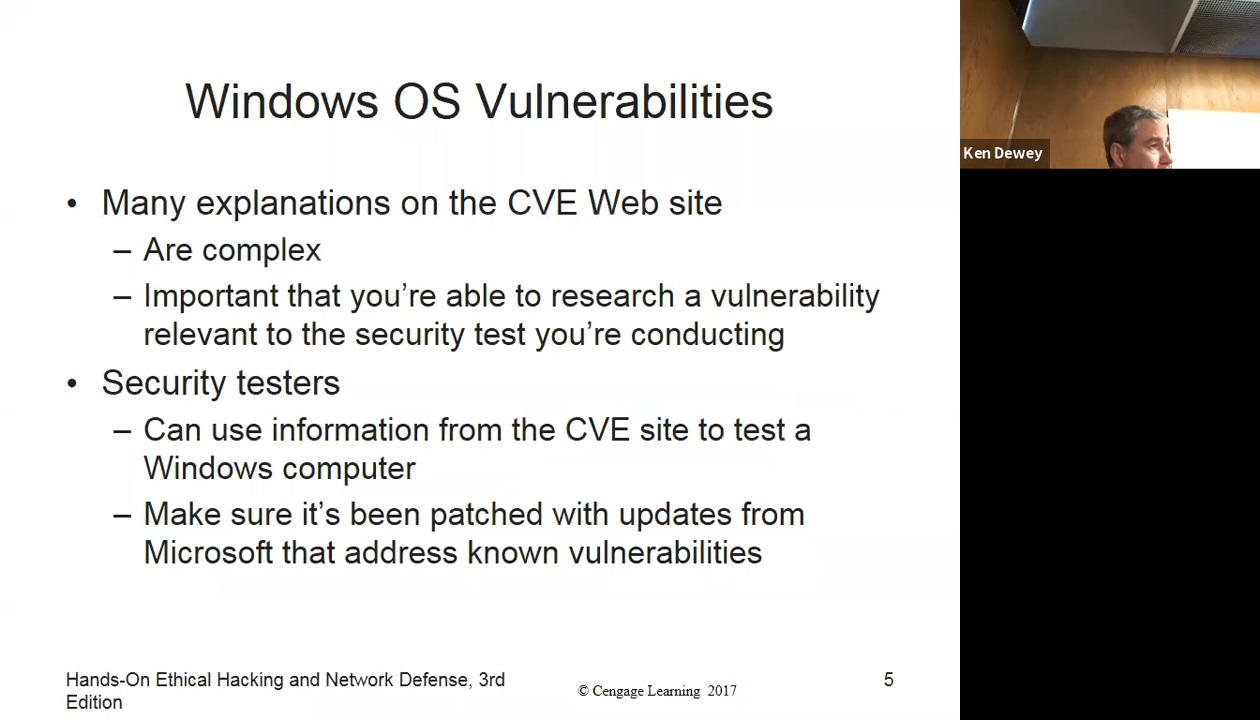 Windows OS Vulnerabilities
• Many explanations on the CVE Web site
– Are complex
– Important that you're able to research a vulnerability
relevant to the security test you're conducting
• Security testers
– Can use information from the CVE site to test a
Windows computer
– Make sure it's been patched with updates from
Microsoft that address known vulnerabilities
Hands-On Ethical Hacking and Network Defense, 3rd
Edition
© Cengage Learning 2017
5
Ken Dewey